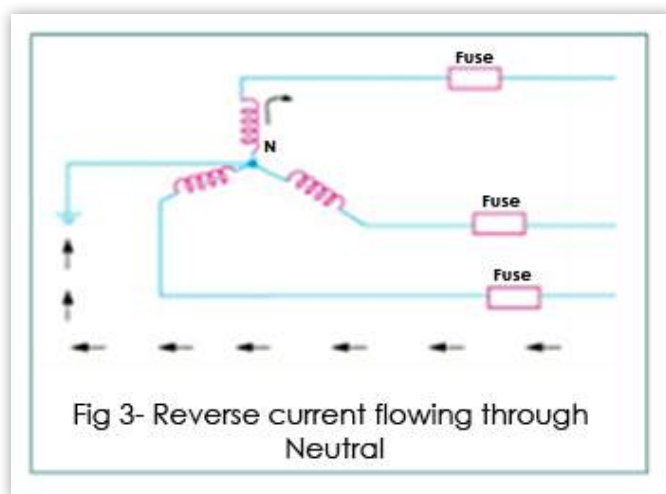 Fuse
N
Fuse
Fuse
Fig 3- Reverse current flowing through
Neutral